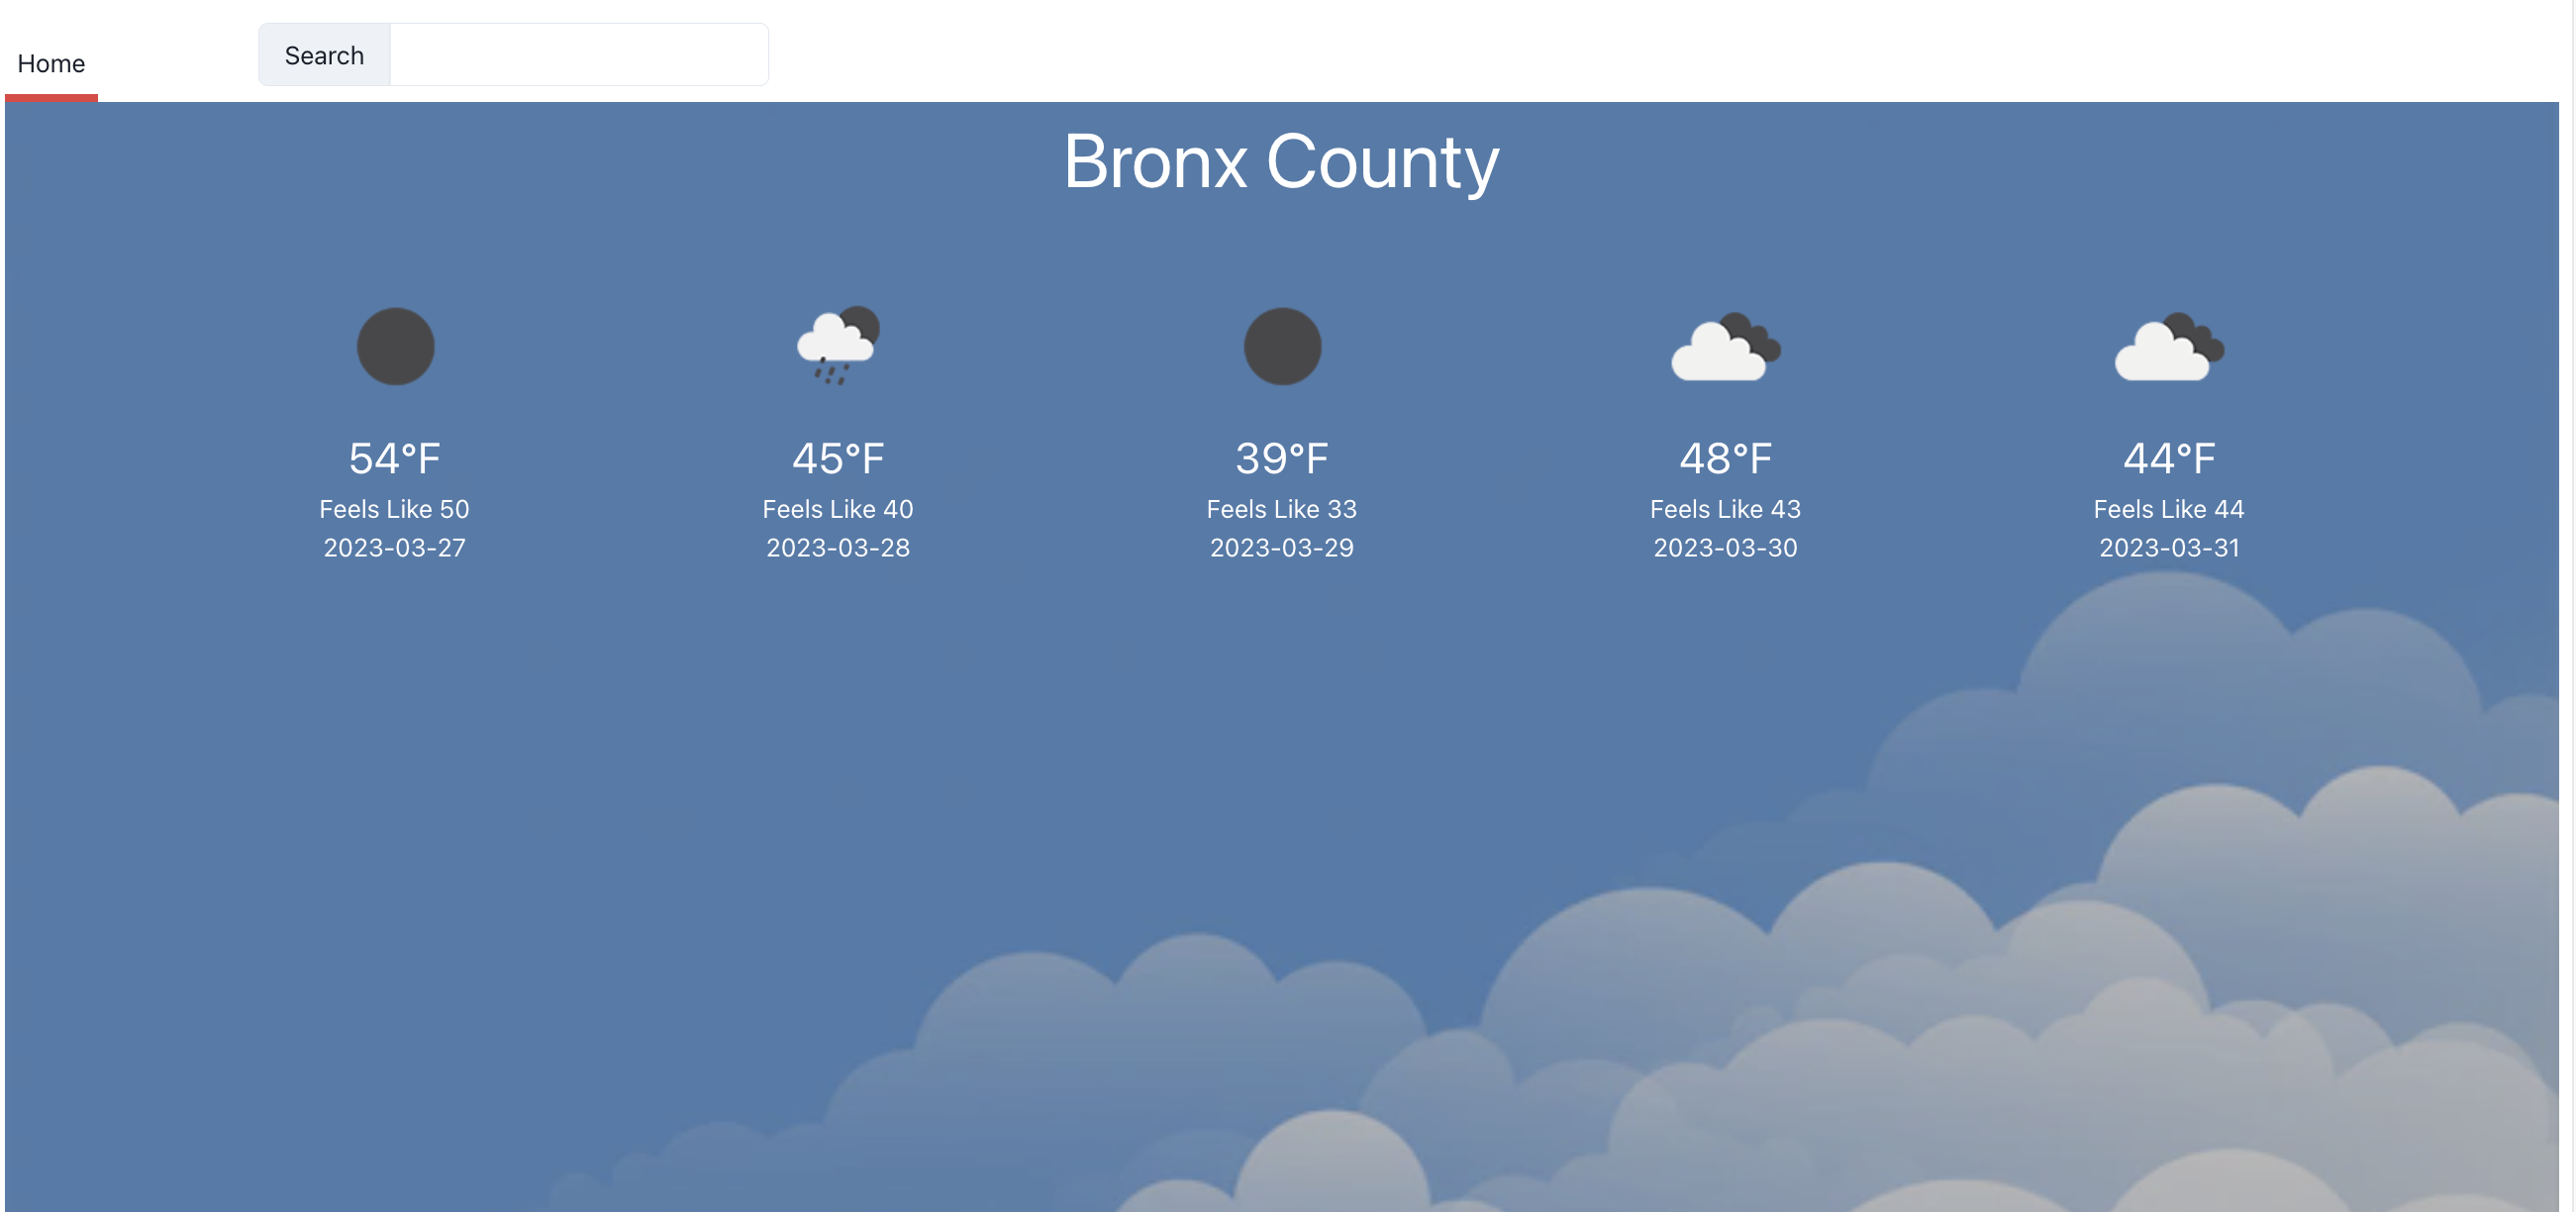 Home
Search
Bronx County
54°F
Feels Like 50
2023-03-27
45°F
Feels Like 40
2023-03-28
39°F
Feels Like 33
2023-03-29
48°F
Feels Like 43
2023-03-30
44°F
Feels Like 44
2023-03-31